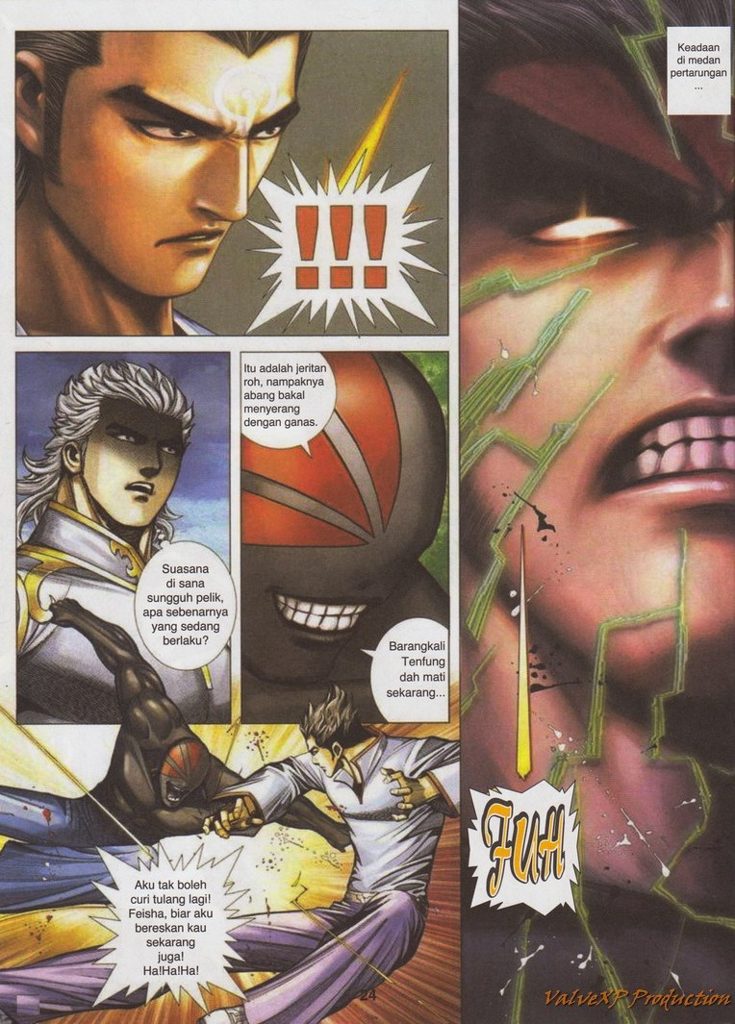 !!!
Suasana
di sana
sungguh pelik,
apa sebenarnya
yang sedang
berlaku?
Itu adalah jeritan
roh, nampaknya
abang bakal
menyerang
dengan ganas.
Barangkali
Tenfung
dah mati
sekarang...
Aku tak boleh
curi tulang lagi!
Feisha, biar aku
bereskan kau
sekarang
juga!
Ha!Ha!Ha!
Keadaan
di medan
pertarungan
...
FUH
24
ValveXP Production